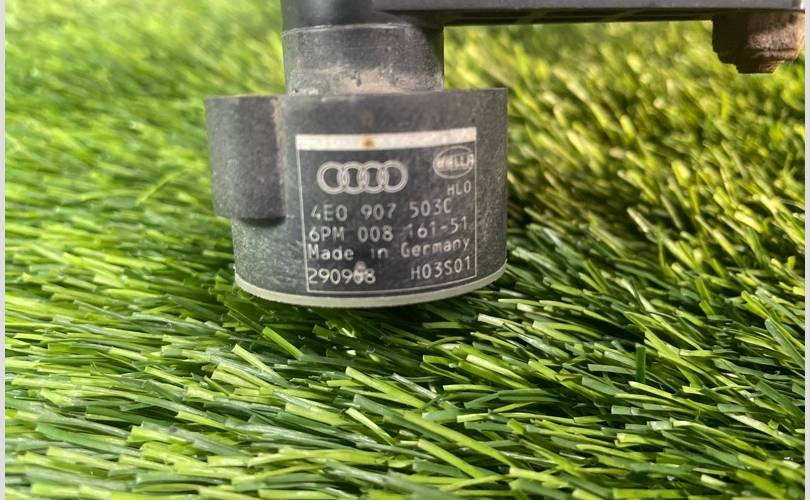 HELLA
HLO
4E0 907 503C
6PM 008 161-51
Made in Germany
290908 H03S01